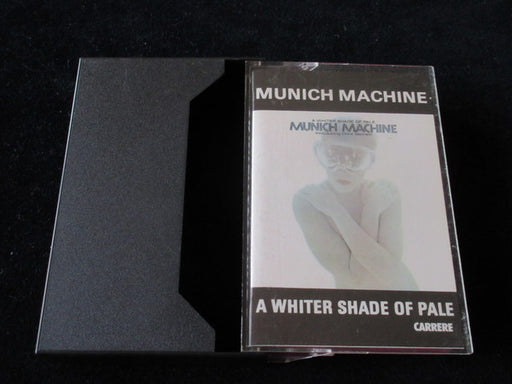 MUNICH MACHINE
A WHITER SHADE OF PALE
MUNICH MACHINE
A WHITER SHADE OF PALE
CARRERE